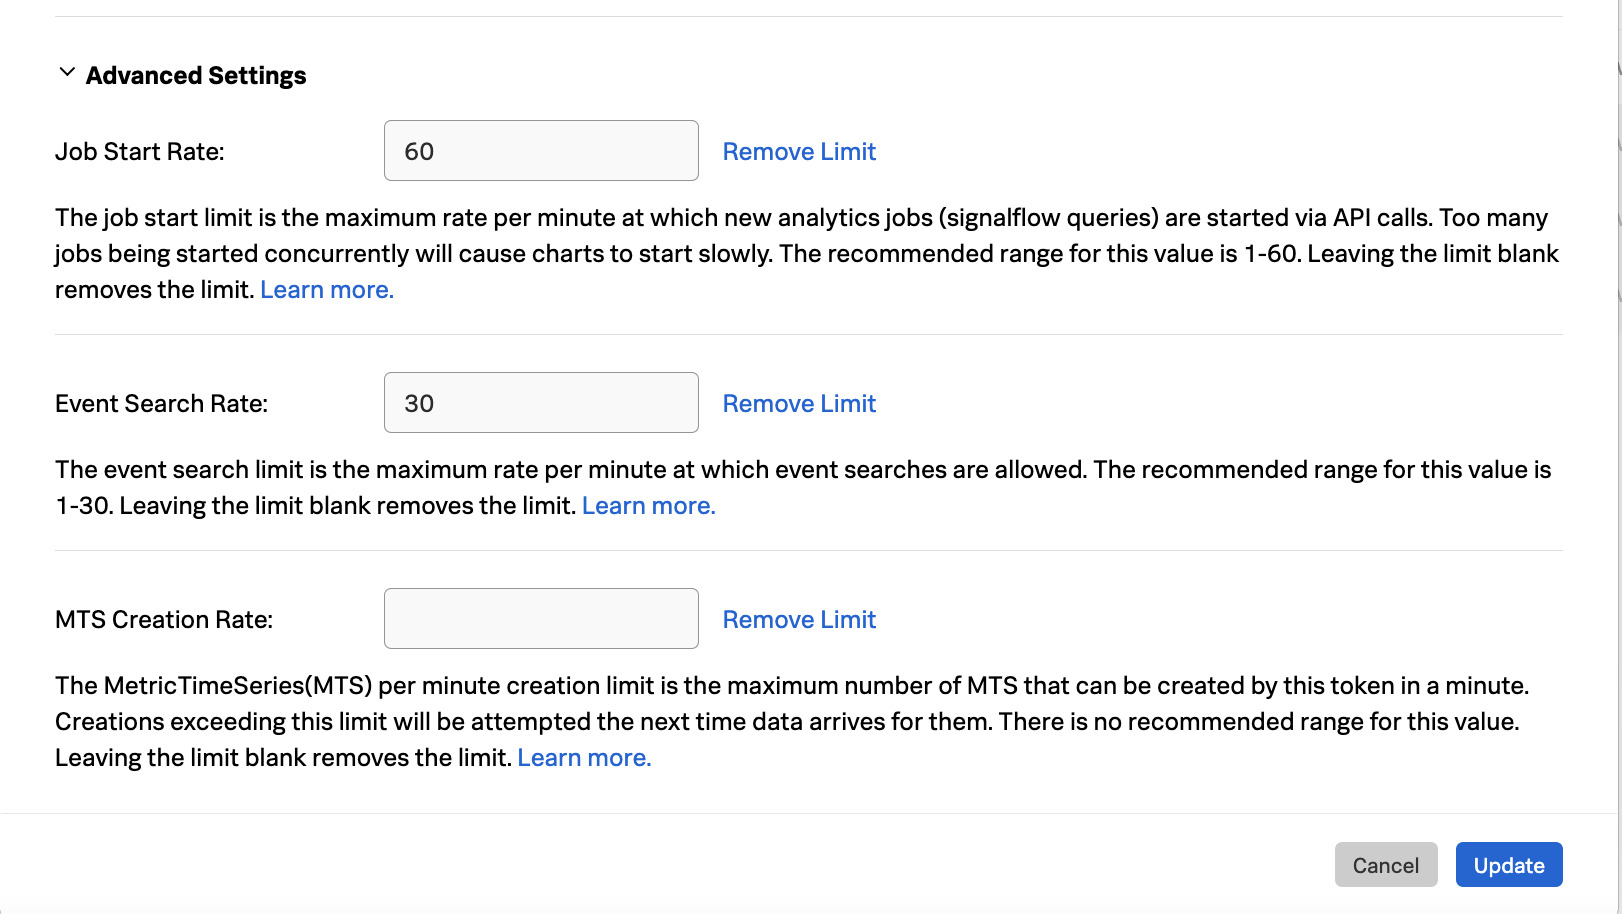 Advanced Settings
Job Start Rate: 60 Remove Limit
The job start limit is the maximum rate per minute at which new analytics jobs (signalflow queries) are started via API calls. Too many
jobs being started concurrently will cause charts to start slowly. The recommended range for this value is 1-60. Leaving the limit blank
removes the limit. Learn more.
Event Search Rate: 30 Remove Limit
The event search limit is the maximum rate per minute at which event searches are allowed. The recommended range for this value is
1-30. Leaving the limit blank removes the limit. Learn more.
MTS Creation Rate: Remove Limit
The MetricTimeSeries(MTS) per minute creation limit is the maximum number of MTS that can be created by this token in a minute.
Creations exceeding this limit will be attempted the next time data arrives for them. There is no recommended range for this value.
Leaving the limit blank removes the limit. Learn more.
Cancel Update